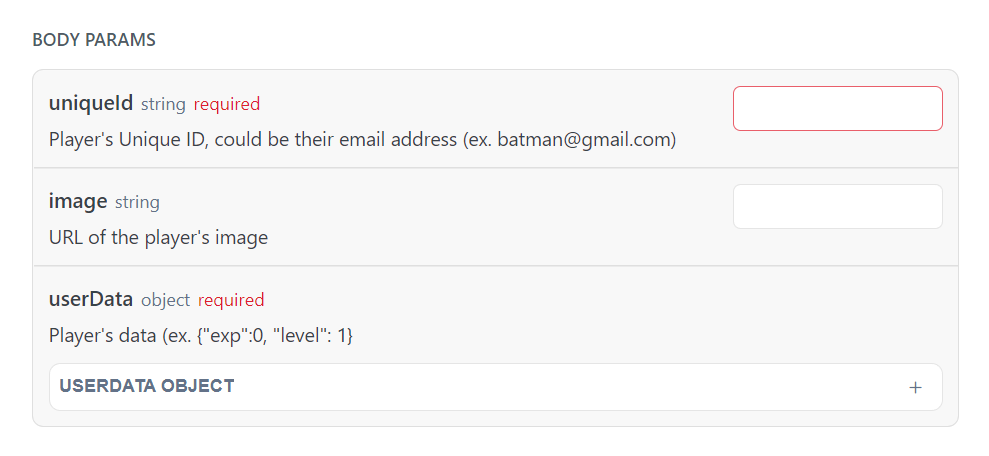 BODY PARAMS
uniqueId string required
Player's Unique ID, could be their email address (ex. batman@gmail.com)
image string
URL of the player's image
userData object required
Player's data (ex. {"exp":0, "level": 1}
USERDATA OBJECT +